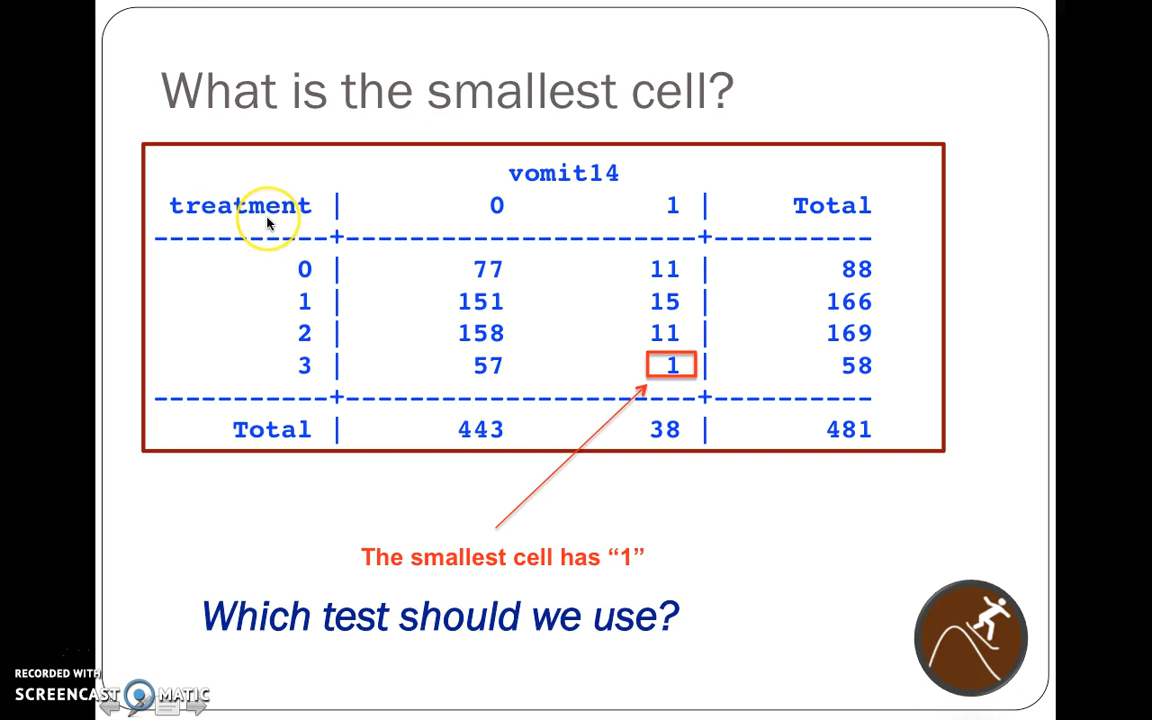 What is the smallest cell?
vomit14
treatment | 0 1 | Total
-----------+----------------------+----------
0 | 77 11 | 88
1 | 151 15 | 166
2 | 158 11 | 169
3 | 57 1 | 58
-----------+----------------------+----------
Total | 443 38 | 481
The smallest cell has “1”
Which test should we use?
RECORDED WITH
SCREENCAST MATIC